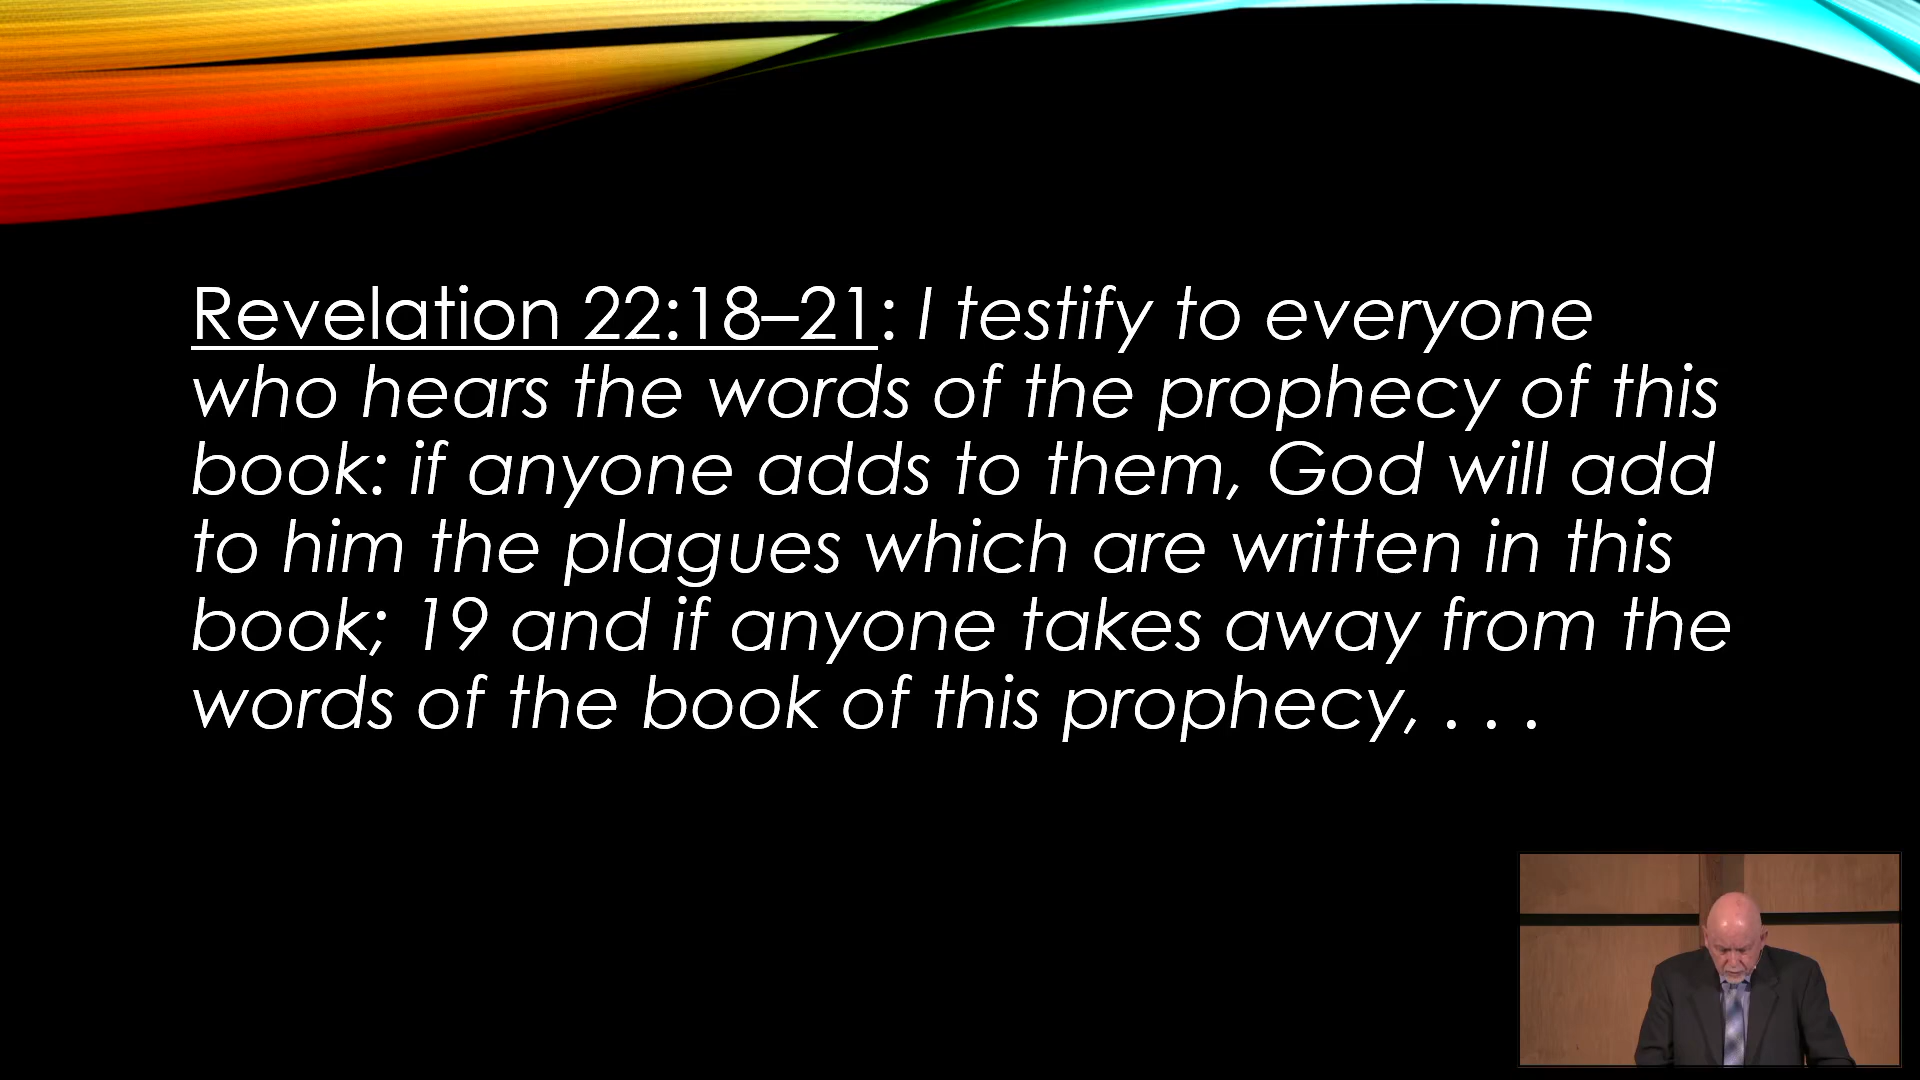 Revelation 22:18–21: I testify to everyone
who hears the words of the prophecy of this
book: if anyone adds to them, God will add
to him the plagues which are written in this
book; 19 and if anyone takes away from the
words of the book of this prophecy, . . .